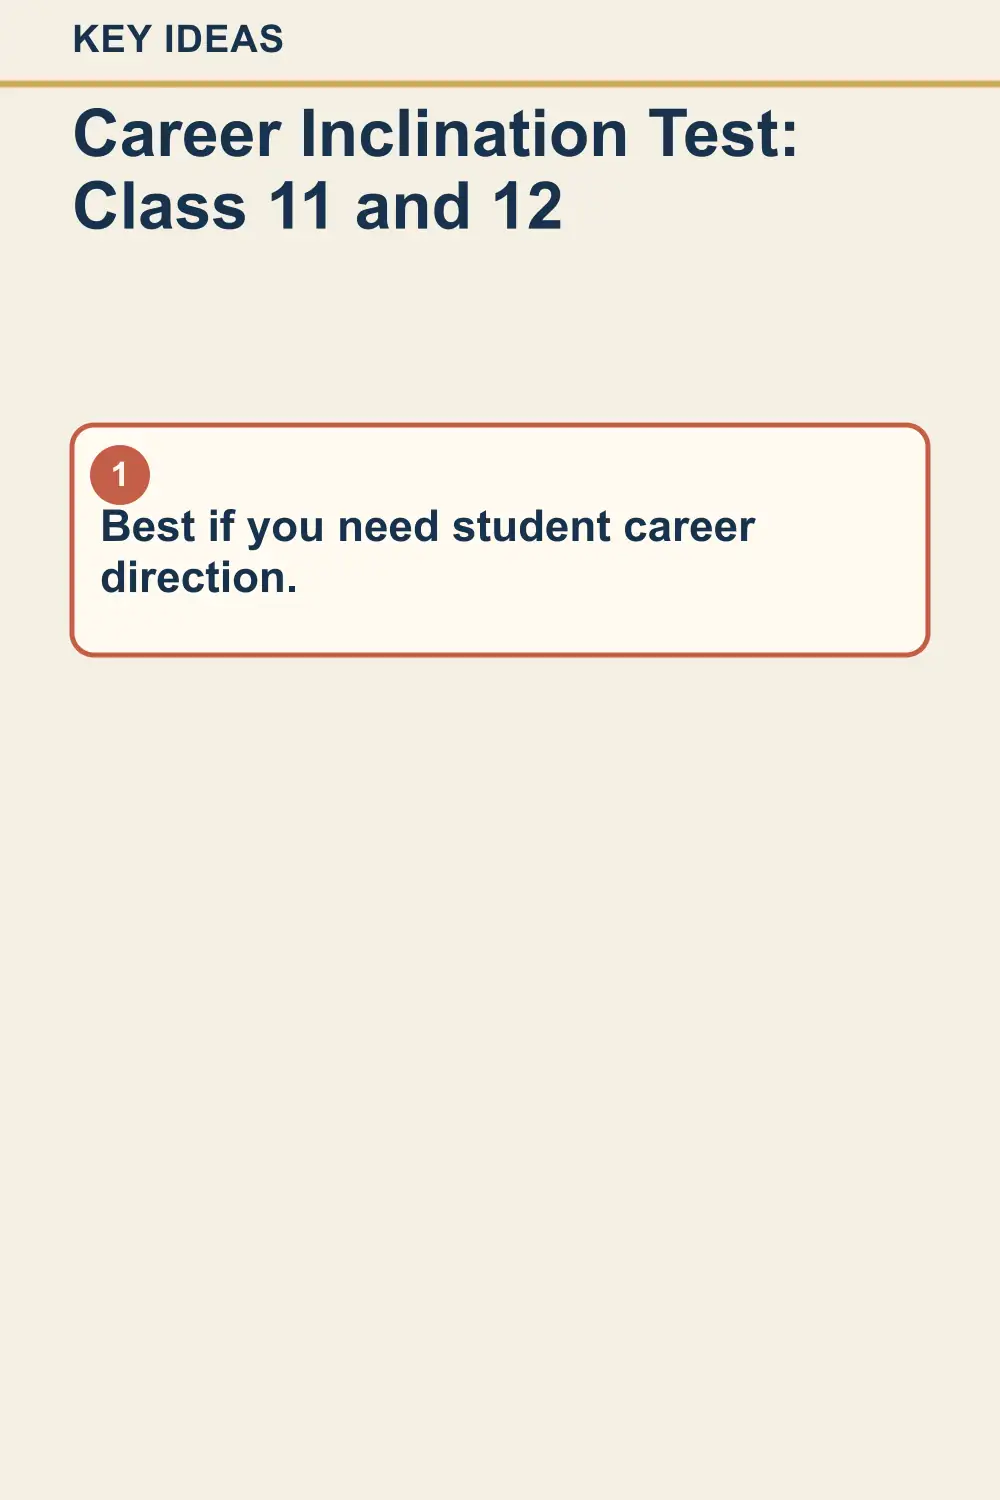 KEY IDEAS
Career Inclination Test:
Class 11 and 12
1
Best if you need student career
direction.